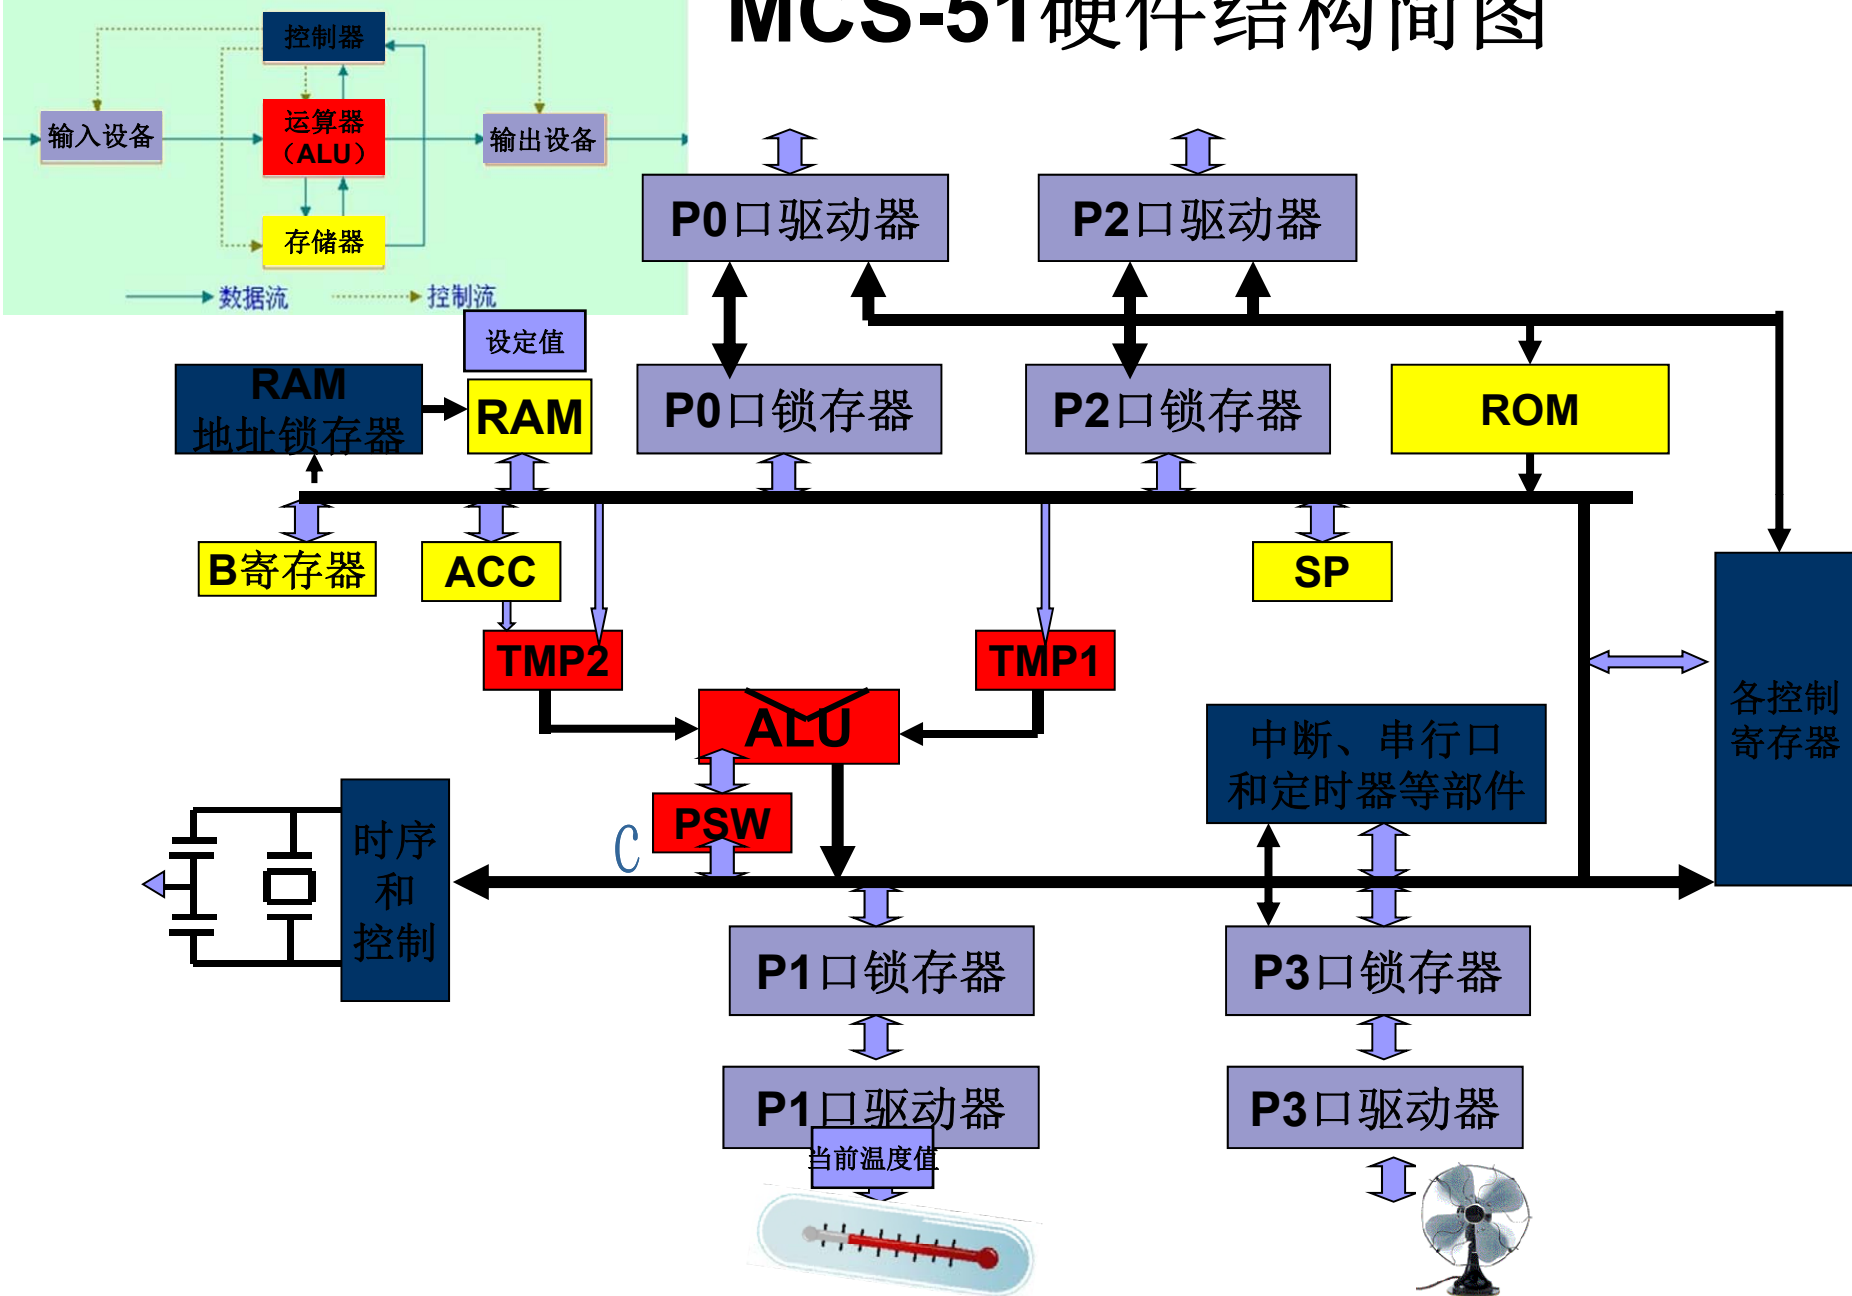 MCS-51硬件结构简图
控制器
输入设备
运算器
（ALU）
输出设备
存储器
数据流
控制流
设定值
P0口驱动器
P2口驱动器
RAM
地址锁存器
RAM
P0口锁存器
P2口锁存器
ROM
B寄存器
ACC
SP
TMP2
TMP1
ALU
各控制
寄存器
中断、串行口
和定时器等部件
PSW
C
时序
和
控制
P1口锁存器
P3口锁存器
P1口驱动器
P3口驱动器
当前温度值